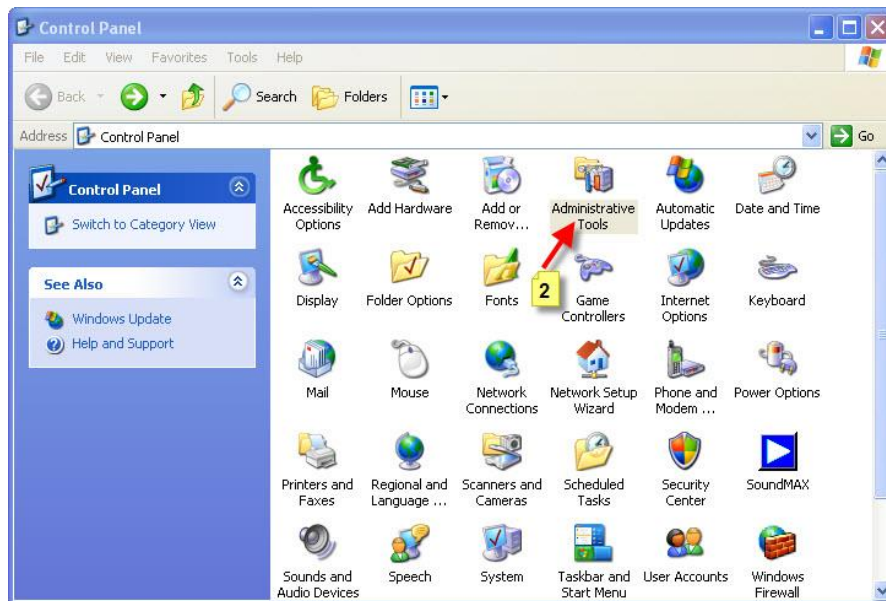 Control Panel
File Edit View Favorites Tools Help
Back Search Folders
Address Control Panel Go
Control Panel
Switch to Category View
See Also
Windows Update
Help and Support
Accessibility Add Hardware Add or Administrative Automatic Date and Time
Options Remov... Tools Updates
2
Display Folder Options Fonts Game Internet Keyboard
Controllers Options
Mail Mouse Network Network Setup Phone and Power Options
Connections Wizard Modem ...
Printers and Regional and Scanners and Scheduled Security SoundMAX
Faxes Language ... Cameras Tasks Center
Sounds and Speech System Taskbar and User Accounts Windows
Audio Devices Start Menu Firewall